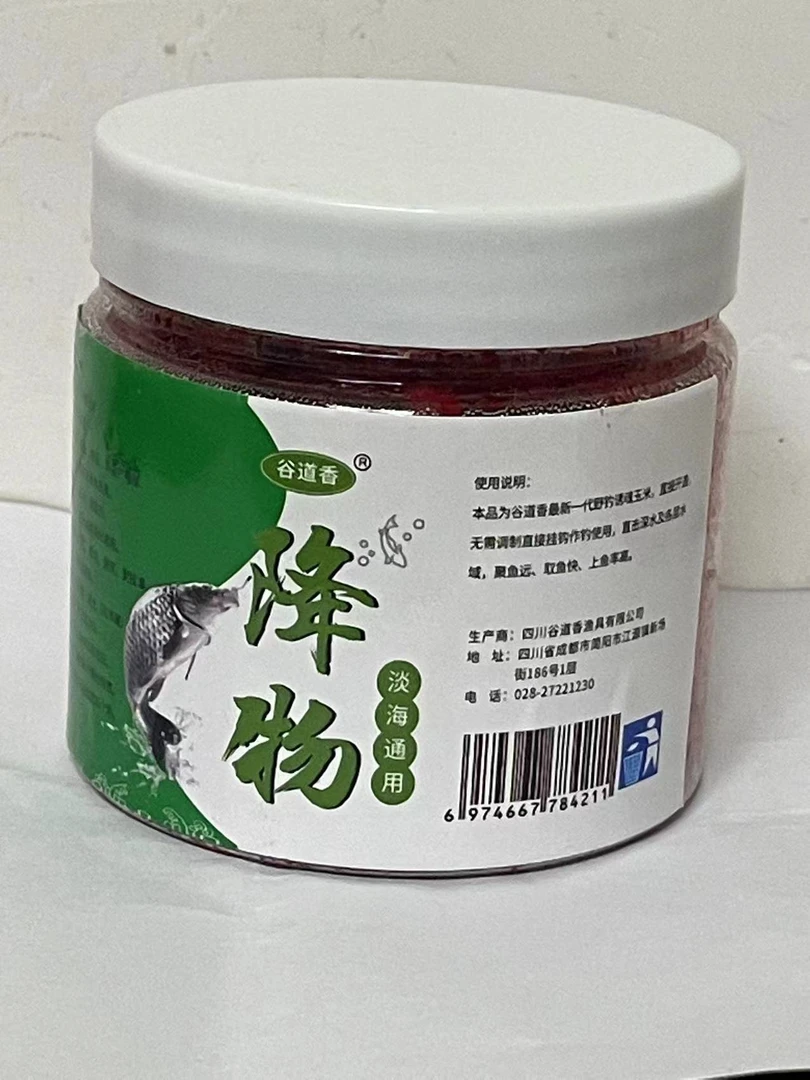 谷道香®
降物
淡海通用
使用说明：
本品为谷道香最新一代野钓诱魂玉米，直接开盖
无需调制直接挂钩作钓使用，直击深水及各层水
域，聚鱼远、取鱼快、上鱼率高。
生产商：四川谷道香渔具有限公司
地 址：四川省成都市简阳市江源镇新场
街186号1层
电 话：028-27221230
6 974667 784211